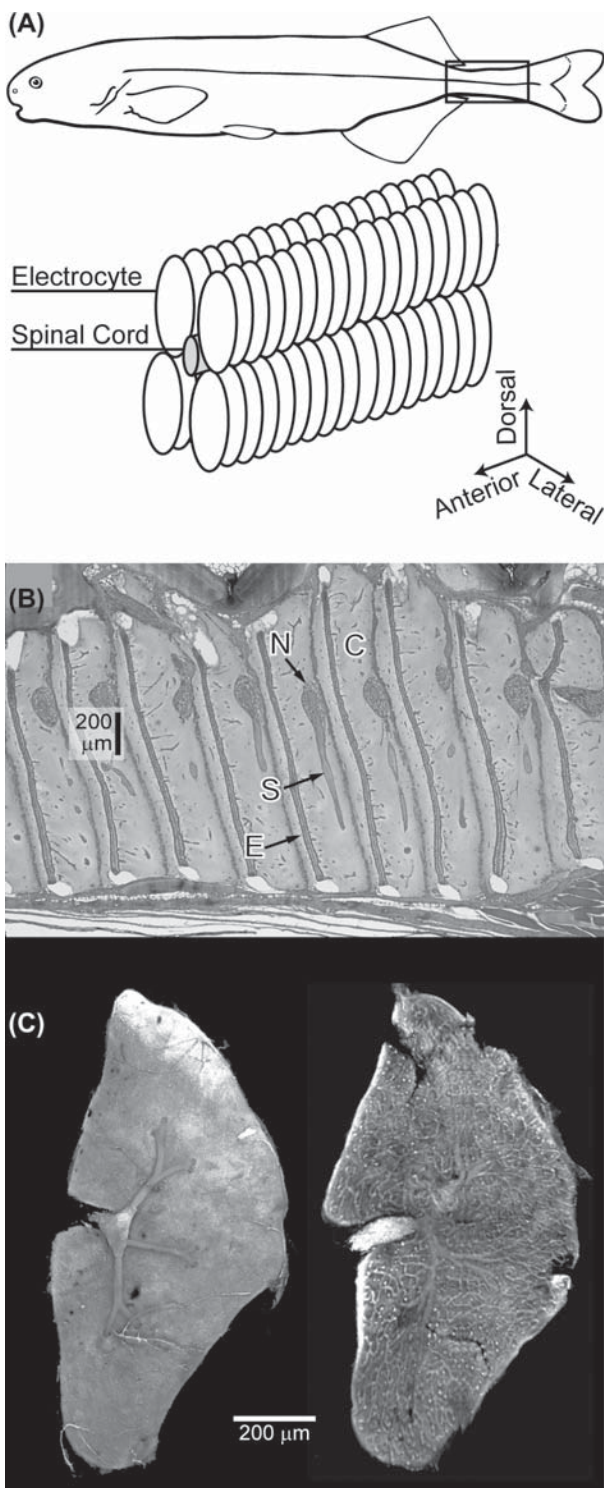 (A)
Electrocyte
Spinal Cord
Dorsal
Anterior
Lateral
(B)
N
C
200
μm
S
E
(C)
200 μm